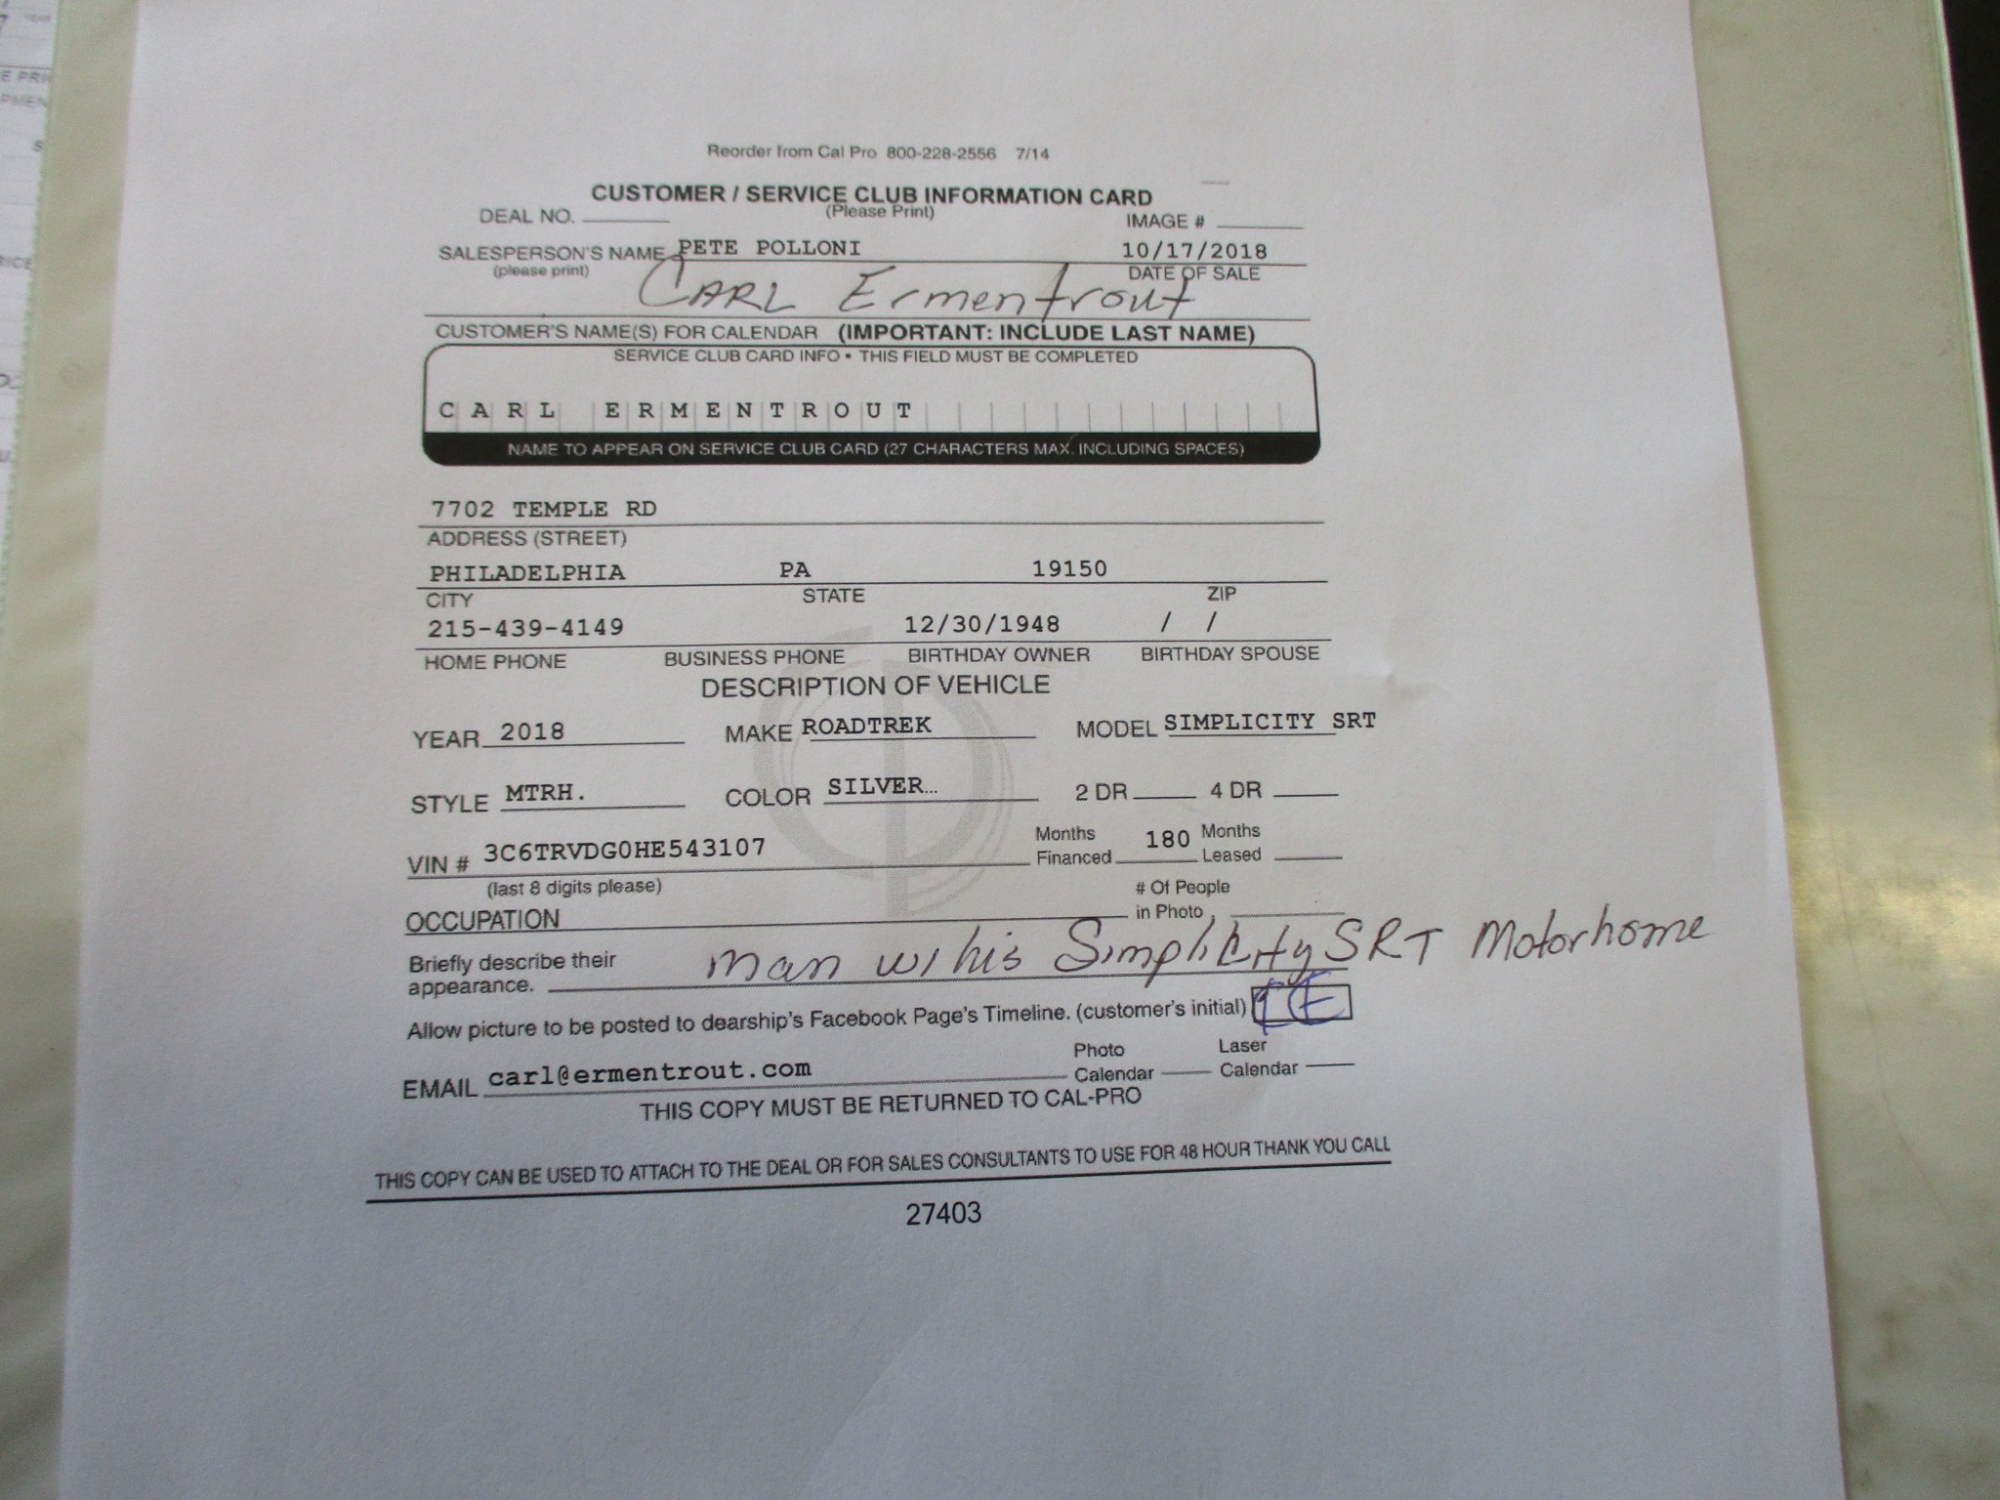 Reorder from Cal Pro 800-228-2556 7/14
CUSTOMER / SERVICE CLUB INFORMATION CARD
DEAL NO. (Please Print) IMAGE #
SALESPERSON'S NAME PETE POLLONI 10/17/2018
(please print) DATE OF SALE
CARL Ermentrout
CUSTOMER'S NAME(S) FOR CALENDAR (IMPORTANT: INCLUDE LAST NAME)
SERVICE CLUB CARD INFO • THIS FIELD MUST BE COMPLETED
CARL ERMENTROUT
NAME TO APPEAR ON SERVICE CLUB CARD (27 CHARACTERS MAX. INCLUDING SPACES)
7702 TEMPLE RD
ADDRESS (STREET)
PHILADELPHIA PA 19150
CITY STATE ZIP
215-439-4149 12/30/1948 / /
HOME PHONE BUSINESS PHONE BIRTHDAY OWNER BIRTHDAY SPOUSE
DESCRIPTION OF VEHICLE
YEAR 2018 MAKE ROADTREK MODEL SIMPLICITY SRT
STYLE MTRH. COLOR SILVER... 2 DR 4 DR
VIN # 3C6TRVDG0HE543107 Months Financed 180 Months Leased
(last 8 digits please) # Of People
OCCUPATION in Photo
Briefly describe their man w/ his Simplicity SRT Motorhome
appearance.
Allow picture to be posted to dearship's Facebook Page's Timeline. (customer's initial) CE
Photo Laser
EMAIL carl@ermentrout.com Calendar Calendar
THIS COPY MUST BE RETURNED TO CAL-PRO
THIS COPY CAN BE USED TO ATTACH TO THE DEAL OR FOR SALES CONSULTANTS TO USE FOR 48 HOUR THANK YOU CALL
27403